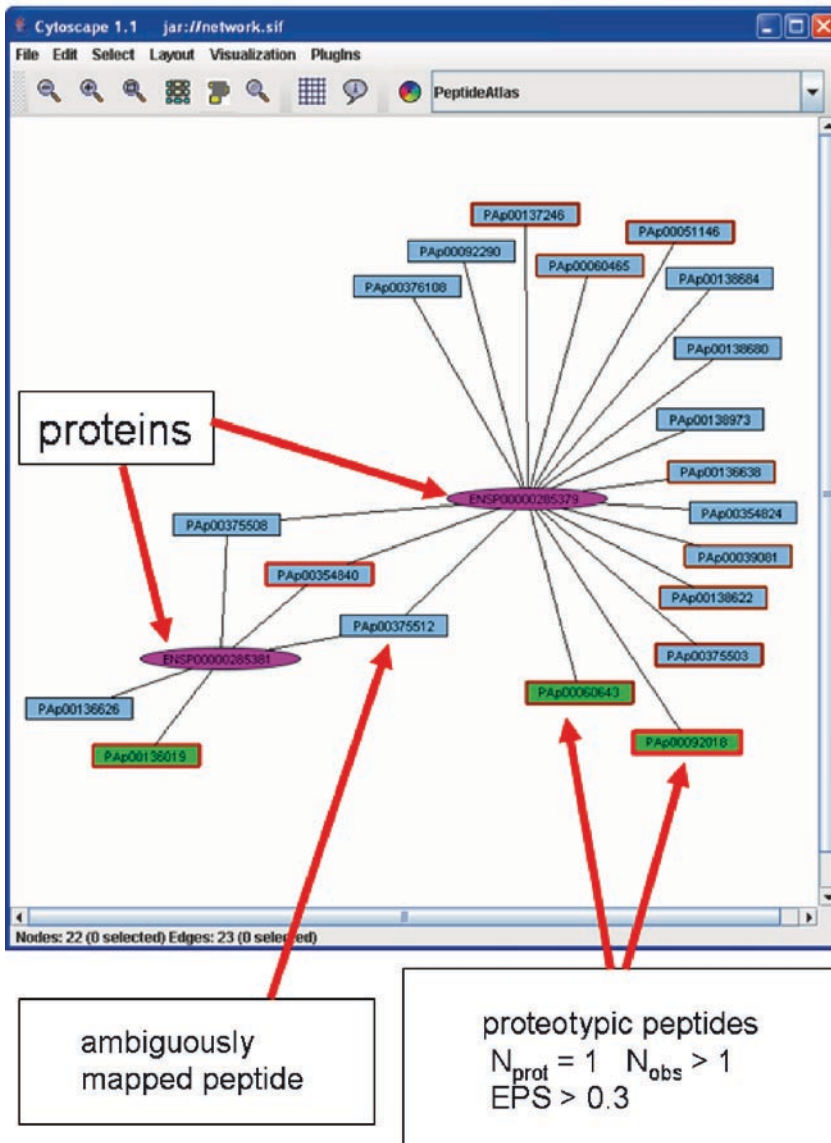 Cytoscape 1.1 jar://network.sif
File Edit Select Layout Visualization PlugIns
PeptideAtlas
PAp00137246
PAp00051146
PAp00092290
PAp00060465
PAp00376108
PAp00138684
PAp00138680
proteins
PAp00138973
PAp00136638
ENSP00000285379
PAp00354824
PAp00375508
PAp00039081
PAp00354840
PAp00138622
PAp00375512
PAp00375503
ENSP00000285381
PAp00060643
PAp00136626
PAp00092018
PAp00136019
Nodes: 22 (0 selected) Edges: 23 (0 selected)
ambiguously
mapped peptide
proteotypic peptides
Nprot = 1 Nobs > 1
EPS > 0.3